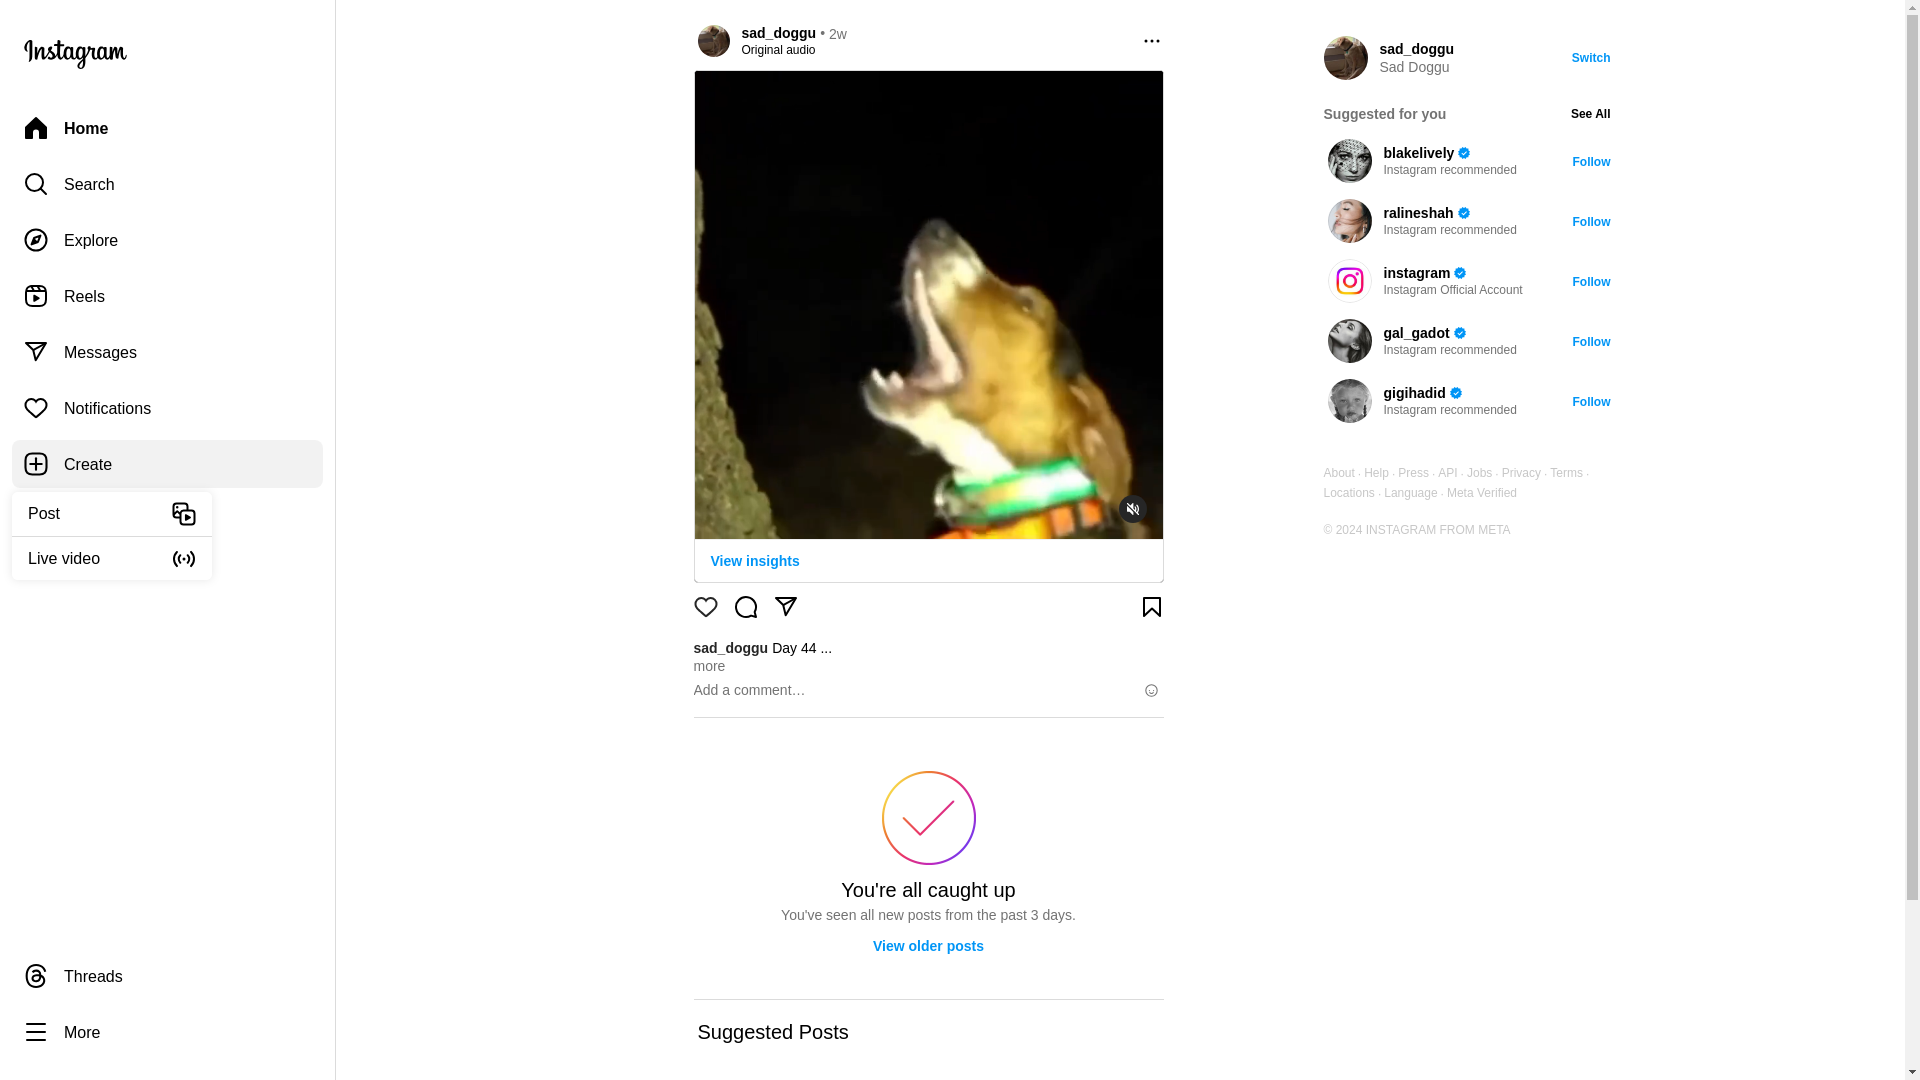 Instagram
Home
Search
Explore
Reels
Messages
Notifications
Create
Post
Live video
Threads
More
sad_doggu • 2w
Original audio
View insights
sad_doggu Day 44 ...
more
Add a comment…
You're all caught up
You've seen all new posts from the past 3 days.
View older posts
Suggested Posts
sad_doggu
Sad Doggu
Switch
Suggested for you
See All
blakelively
Instagram recommended
Follow
ralineshah
Instagram recommended
Follow
instagram
Instagram Official Account
Follow
gal_gadot
Instagram recommended
Follow
gigihadid
Instagram recommended
Follow
About · Help · Press · API · Jobs · Privacy · Terms ·
Locations · Language · Meta Verified
© 2024 INSTAGRAM FROM META